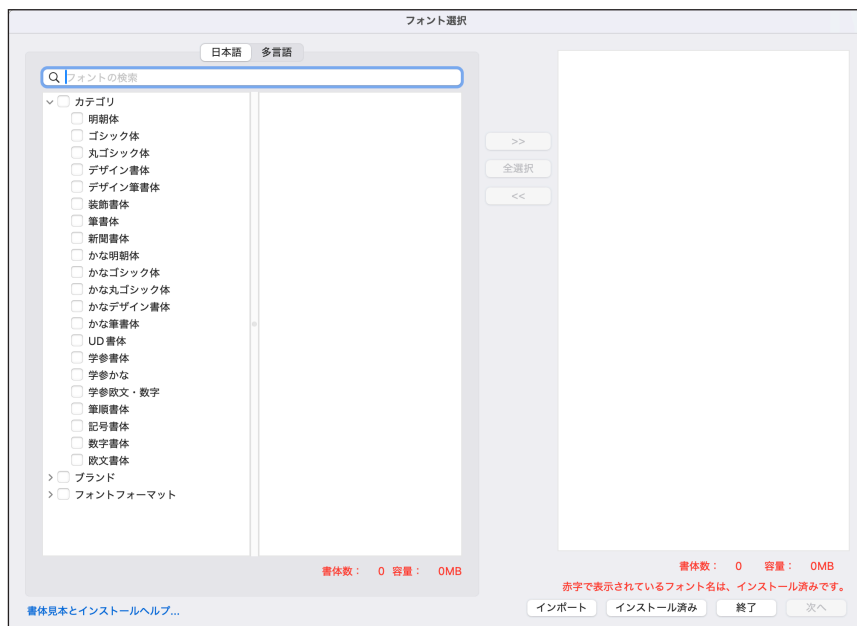 フォント選択
日本語 多言語
フォントの検索
カテゴリ
明朝体
ゴシック体
丸ゴシック体
デザイン書体
デザイン筆書体
装飾書体
筆書体
新聞書体
かな明朝体
かなゴシック体
かな丸ゴシック体
かなデザイン書体
かな筆書体
UD書体
学参書体
学参かな
学参欧文・数字
筆順書体
記号書体
数字書体
欧文書体
ブランド
フォントフォーマット
書体数： 0 容量： 0MB
書体見本とインストールヘルプ...
>>
全選択
<<
書体数： 0 容量： 0MB
赤字で表示されているフォント名は、インストール済みです。
インポート インストール済み 終了 次へ